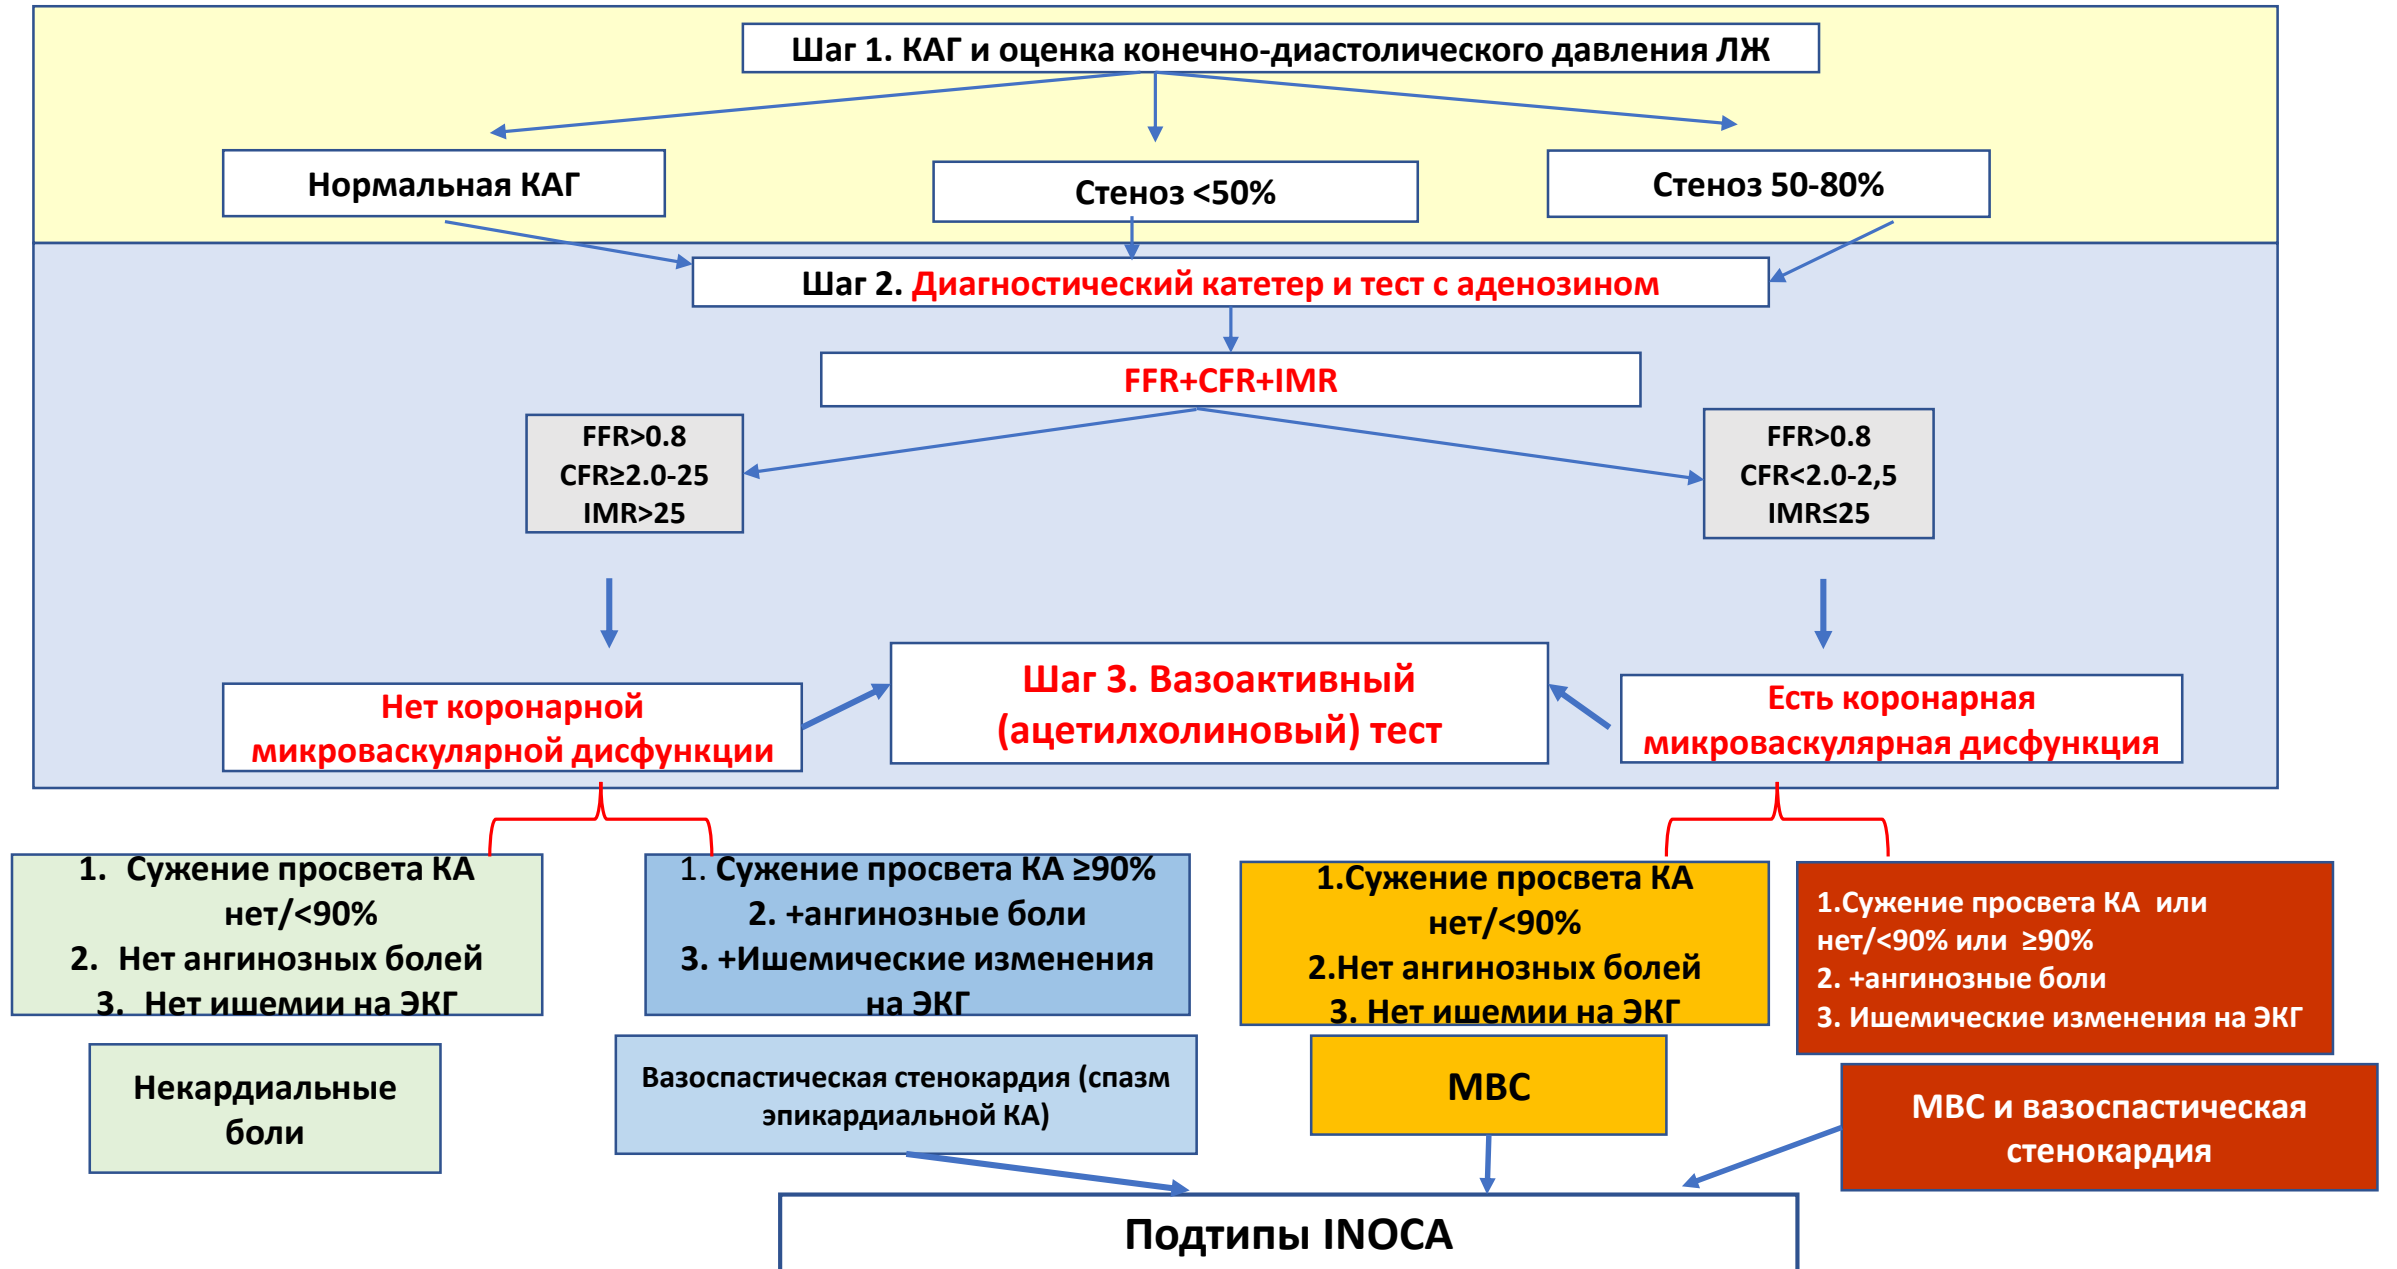 Шаг 1. КАГ и оценка конечно-диастолического давления ЛЖ
Нормальная КАГ
Стеноз <50%
Стеноз 50-80%
Шаг 2. Диагностический катетер и тест с аденозином
FFR+CFR+IMR
FFR>0.8
CFR≥2.0-25
IMR>25
FFR>0.8
CFR<2.0-2,5
IMR≤25
Нет коронарной
микроваскулярной дисфункции
Шаг 3. Вазоактивный
(ацетилхолиновый) тест
Есть коронарная
микроваскулярная дисфункция
1. Сужение просвета КА
нет/<90%
2. Нет ангинозных болей
3. Нет ишемии на ЭКГ
1. Сужение просвета КА ≥90%
2. +ангинозные боли
3. +Ишемические изменения
на ЭКГ
1.Сужение просвета КА
нет/<90%
2.Нет ангинозных болей
3. Нет ишемии на ЭКГ
1.Сужение просвета КА или
нет/<90% или ≥90%
2. +ангинозные боли
3. Ишемические изменения на ЭКГ
Некардиальные
боли
Вазоспастическая стенокардия (спазм
эпикардиальной КА)
МВС
МВС и вазоспастическая
стенокардия
Подтипы INOCA